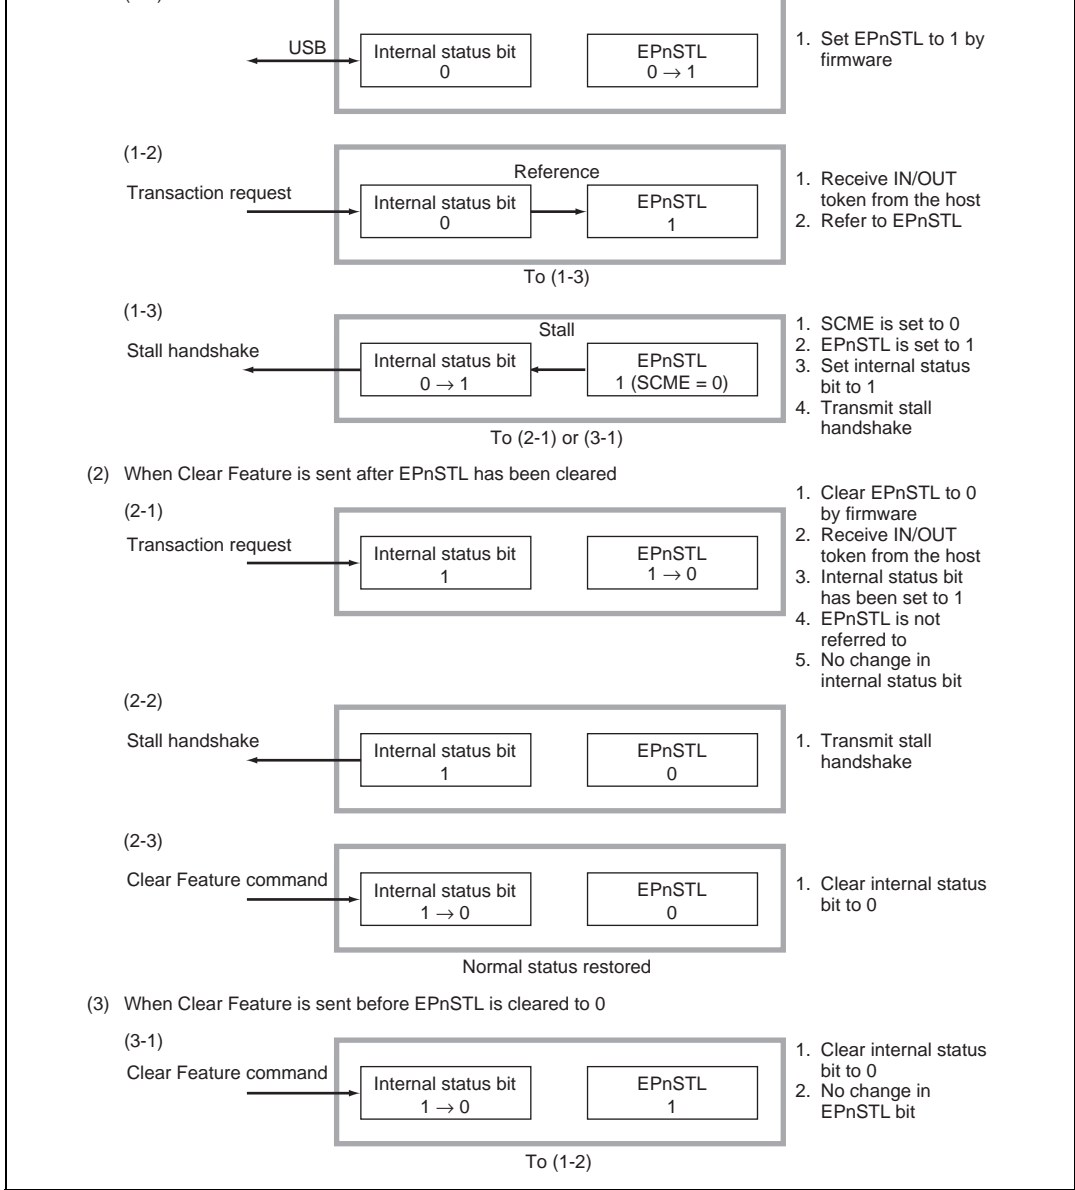 USB
Internal status bit
0
EPnSTL
0 → 1
1. Set EPnSTL to 1 by
firmware
(1-2)
Transaction request
Reference
Internal status bit
0
EPnSTL
1
1. Receive IN/OUT
token from the host
2. Refer to EPnSTL
To (1-3)
(1-3)
Stall handshake
Stall
Internal status bit
0 → 1
EPnSTL
1 (SCME = 0)
1. SCME is set to 0
2. EPnSTL is set to 1
3. Set internal status
bit to 1
4. Transmit stall
handshake
To (2-1) or (3-1)
(2) When Clear Feature is sent after EPnSTL has been cleared
(2-1)
Transaction request
Internal status bit
1
EPnSTL
1 → 0
1. Clear EPnSTL to 0
by firmware
2. Receive IN/OUT
token from the host
3. Internal status bit
has been set to 1
4. EPnSTL is not
referred to
5. No change in
internal status bit
(2-2)
Stall handshake
Internal status bit
1
EPnSTL
0
1. Transmit stall
handshake
(2-3)
Clear Feature command
Internal status bit
1 → 0
EPnSTL
0
1. Clear internal status
bit to 0
Normal status restored
(3) When Clear Feature is sent before EPnSTL is cleared to 0
(3-1)
Clear Feature command
Internal status bit
1 → 0
EPnSTL
1
1. Clear internal status
bit to 0
2. No change in
EPnSTL bit
To (1-2)